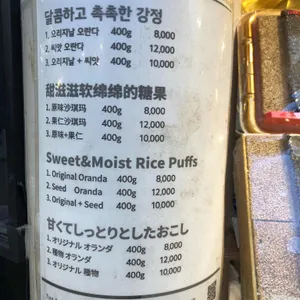 달콤하고 촉촉한 강정
1. 오리지날 오란다 400g 8,000
2. 씨앗 오란다 400g 12,000
3. 오리지날 + 씨앗 400g 10,000
甜滋滋软绵绵的糖果
1. 原味沙琪玛 400g 8,000
2. 果仁沙琪玛 400g 12,000
3. 原味+果仁 400g 10,000
Sweet&Moist Rice Puffs
1. Original Oranda 400g 8,000
2. Seed Oranda 400g 12,000
3. Original + Seed 400g 10,000
甘くてしっとりとしたおこし
1. オリジナル オランダ 400g 8,000
2. 種物 オランダ 400g 12,000
3. オリジナル 種物 400g 10,000